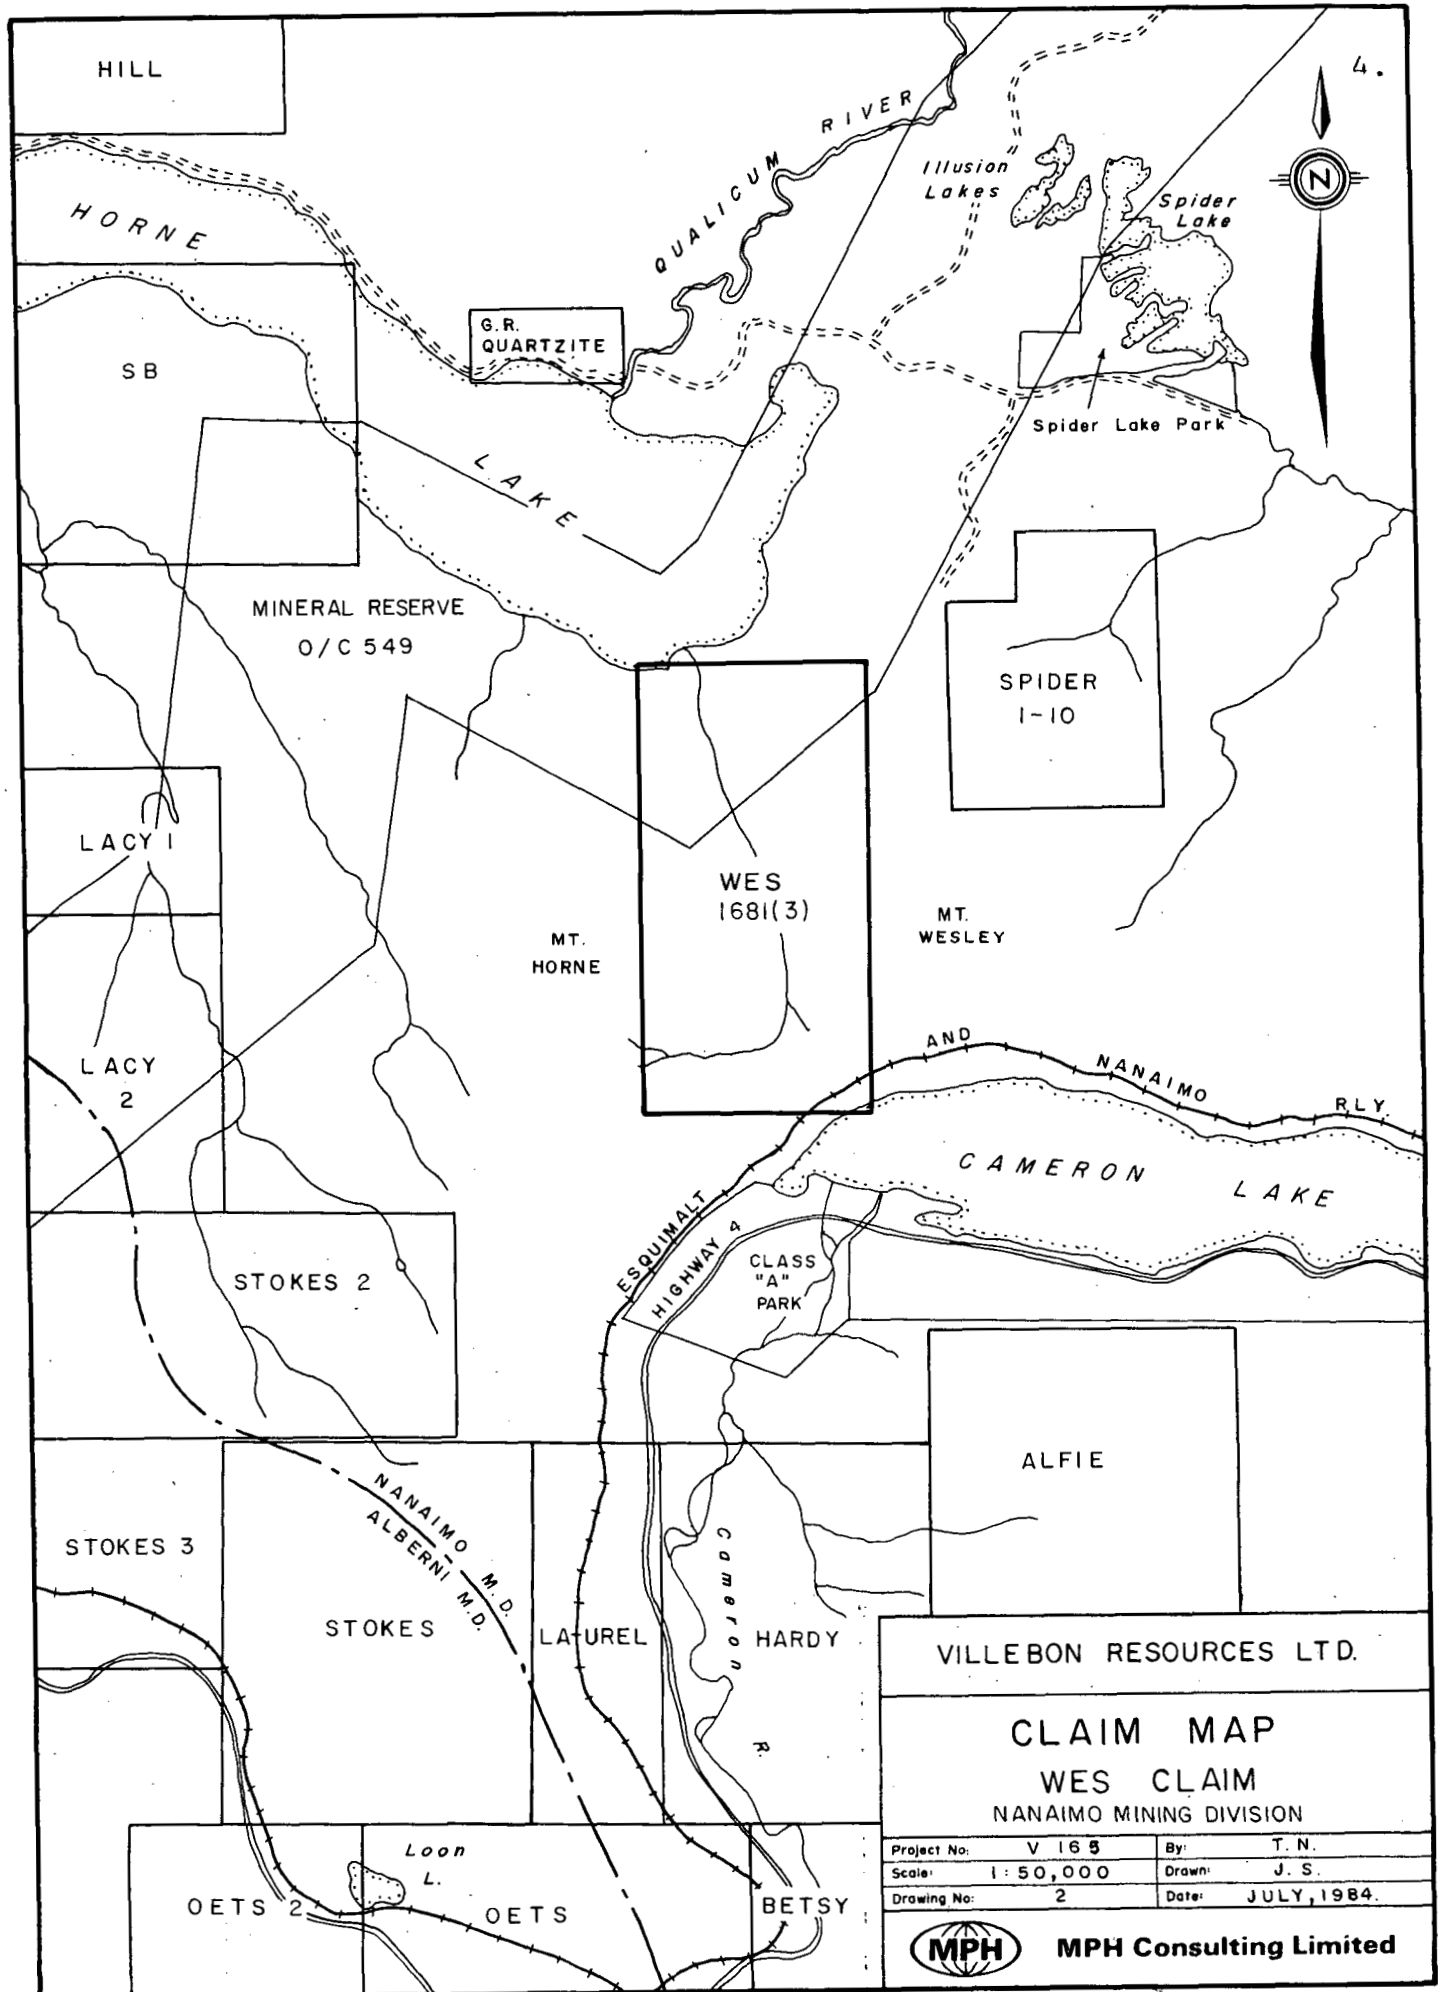 4.
HILL
HORNE
LAKE
QUALICUM RIVER
Illusion
Lakes
Spider
Lake
N
G.R.
QUARTZITE
SB
Spider Lake Park
MINERAL RESERVE
O/C 549
SPIDER
1-10
LACY 1
WES
1681(3)
MT.
HORNE
MT.
WESLEY
LACY
2
ESQUIMALT AND NANAIMO RLY.
CAMERON LAKE
HIGHWAY 4
CLASS
"A"
PARK
STOKES 2
ALFIE
NANAIMO M.D.
ALBERNI M.D.
STOKES 3
STOKES
LAUREL
Cameron R.
HARDY
Loon
L.
OETS 2
OETS
BETSY
VILLEBON RESOURCES LTD.
CLAIM MAP
WES CLAIM
NANAIMO MINING DIVISION
Project No: V 165 By: T. N.
Scale: 1:50,000 Drawn: J. S.
Drawing No: 2 Date: JULY, 1984.
MPH MPH Consulting Limited